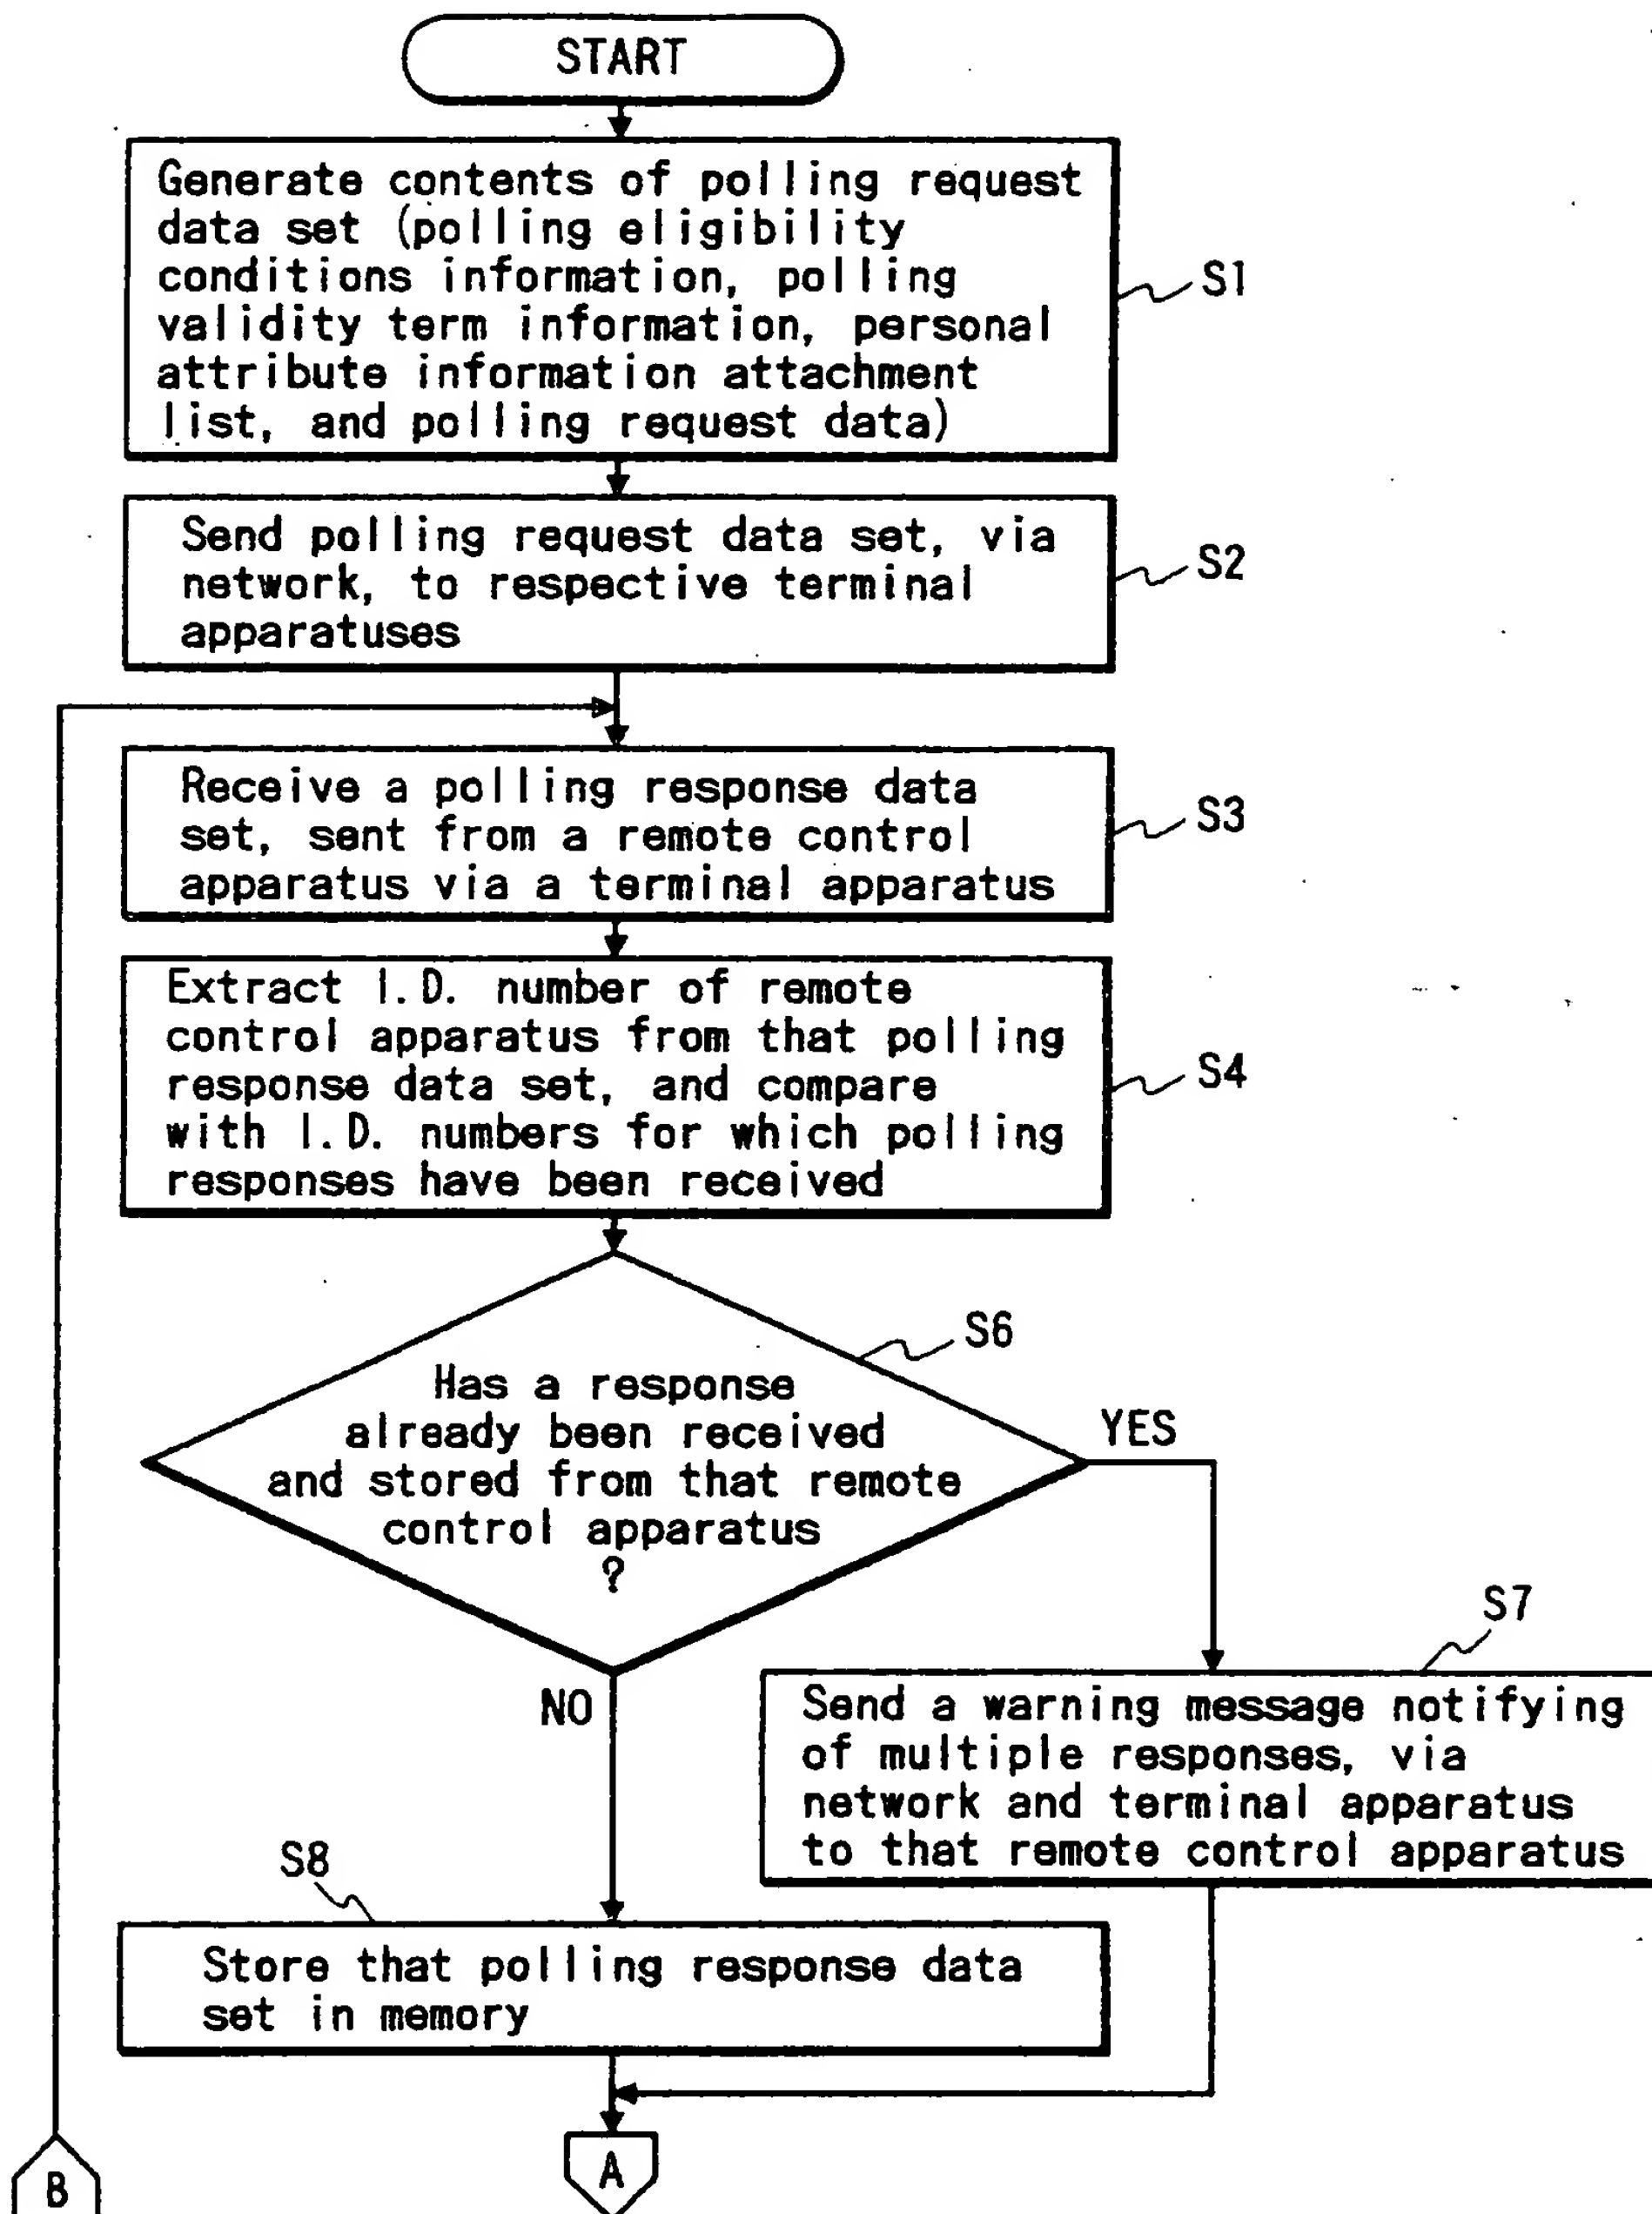 START
Generate contents of polling request
data set (polling eligibility
conditions information, polling
validity term information, personal
attribute information attachment
list, and polling request data)
S1
Send polling request data set, via
network, to respective terminal
apparatuses
S2
Receive a polling response data
set, sent from a remote control
apparatus via a terminal apparatus
S3
Extract I.D. number of remote
control apparatus from that polling
response data set, and compare
with I.D. numbers for which polling
responses have been received
S4
S6
Has a response
already been received
and stored from that remote
control apparatus
?
YES
NO
S7
Send a warning message notifying
of multiple responses, via
network and terminal apparatus
to that remote control apparatus
S8
Store that polling response data
set in memory
A
B